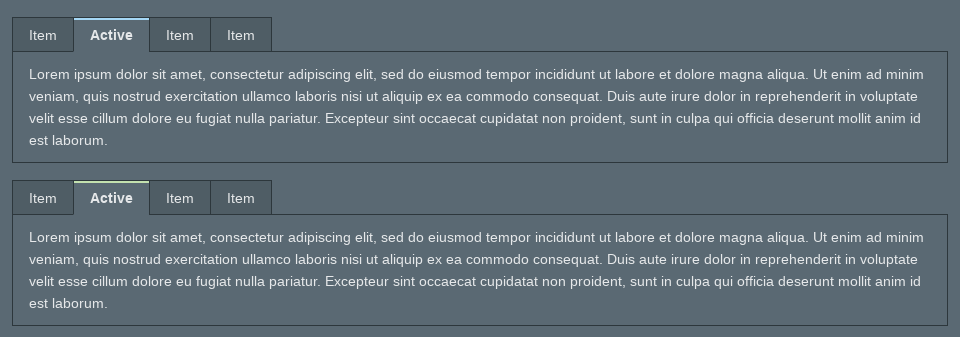 Item Active Item Item
Lorem ipsum dolor sit amet, consectetur adipiscing elit, sed do eiusmod tempor incididunt ut labore et dolore magna aliqua. Ut enim ad minim
veniam, quis nostrud exercitation ullamco laboris nisi ut aliquip ex ea commodo consequat. Duis aute irure dolor in reprehenderit in voluptate
velit esse cillum dolore eu fugiat nulla pariatur. Excepteur sint occaecat cupidatat non proident, sunt in culpa qui officia deserunt mollit anim id
est laborum.
Item Active Item Item
Lorem ipsum dolor sit amet, consectetur adipiscing elit, sed do eiusmod tempor incididunt ut labore et dolore magna aliqua. Ut enim ad minim
veniam, quis nostrud exercitation ullamco laboris nisi ut aliquip ex ea commodo consequat. Duis aute irure dolor in reprehenderit in voluptate
velit esse cillum dolore eu fugiat nulla pariatur. Excepteur sint occaecat cupidatat non proident, sunt in culpa qui officia deserunt mollit anim id
est laborum.